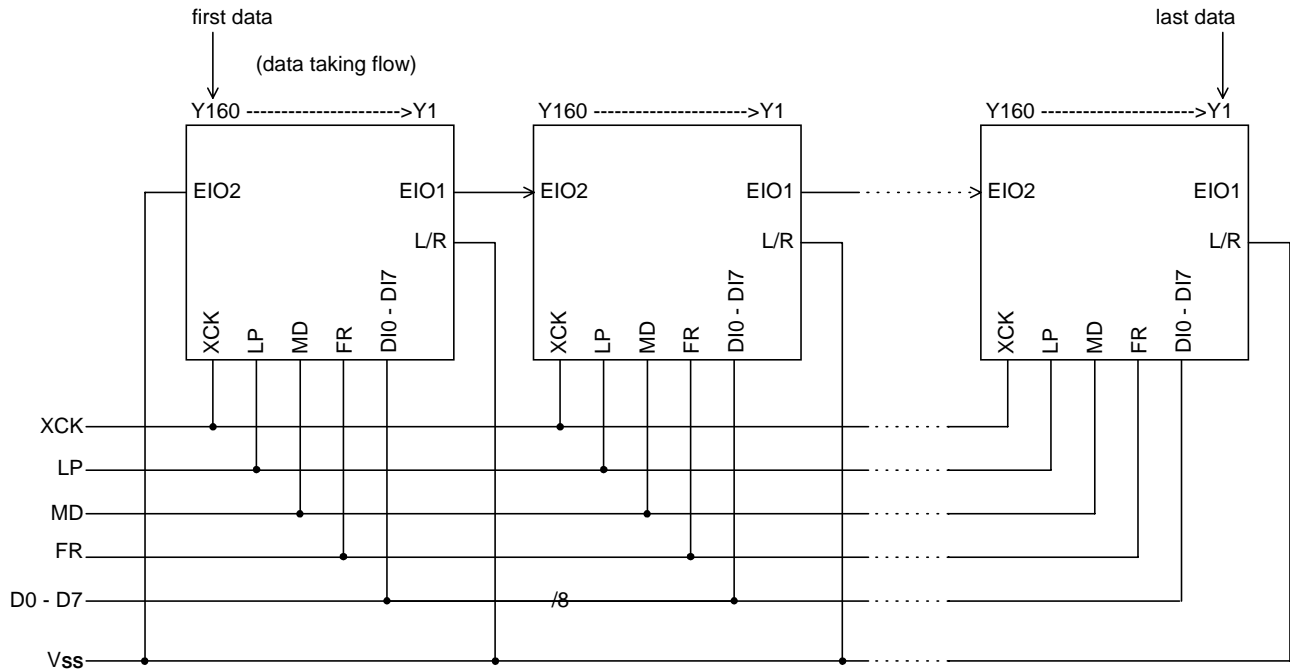 first data
last data
(data taking flow)
Y160 --------------------->Y1
Y160 --------------------->Y1
Y160 --------------------->Y1
EIO2
EIO1
EIO2
EIO1
EIO2
EIO1
L/R
L/R
L/R
XCK
LP
MD
FR
DI0 - DI7
XCK
LP
MD
FR
DI0 - DI7
XCK
LP
MD
FR
DI0 - DI7
XCK
LP
MD
FR
D0 - D7
/8
Vss